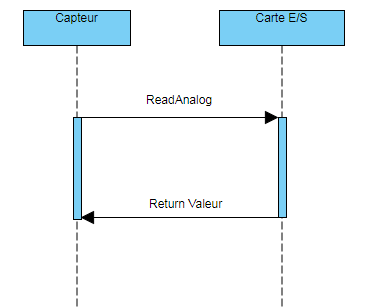 Capteur
Carte E/S
ReadAnalog
Return Valeur